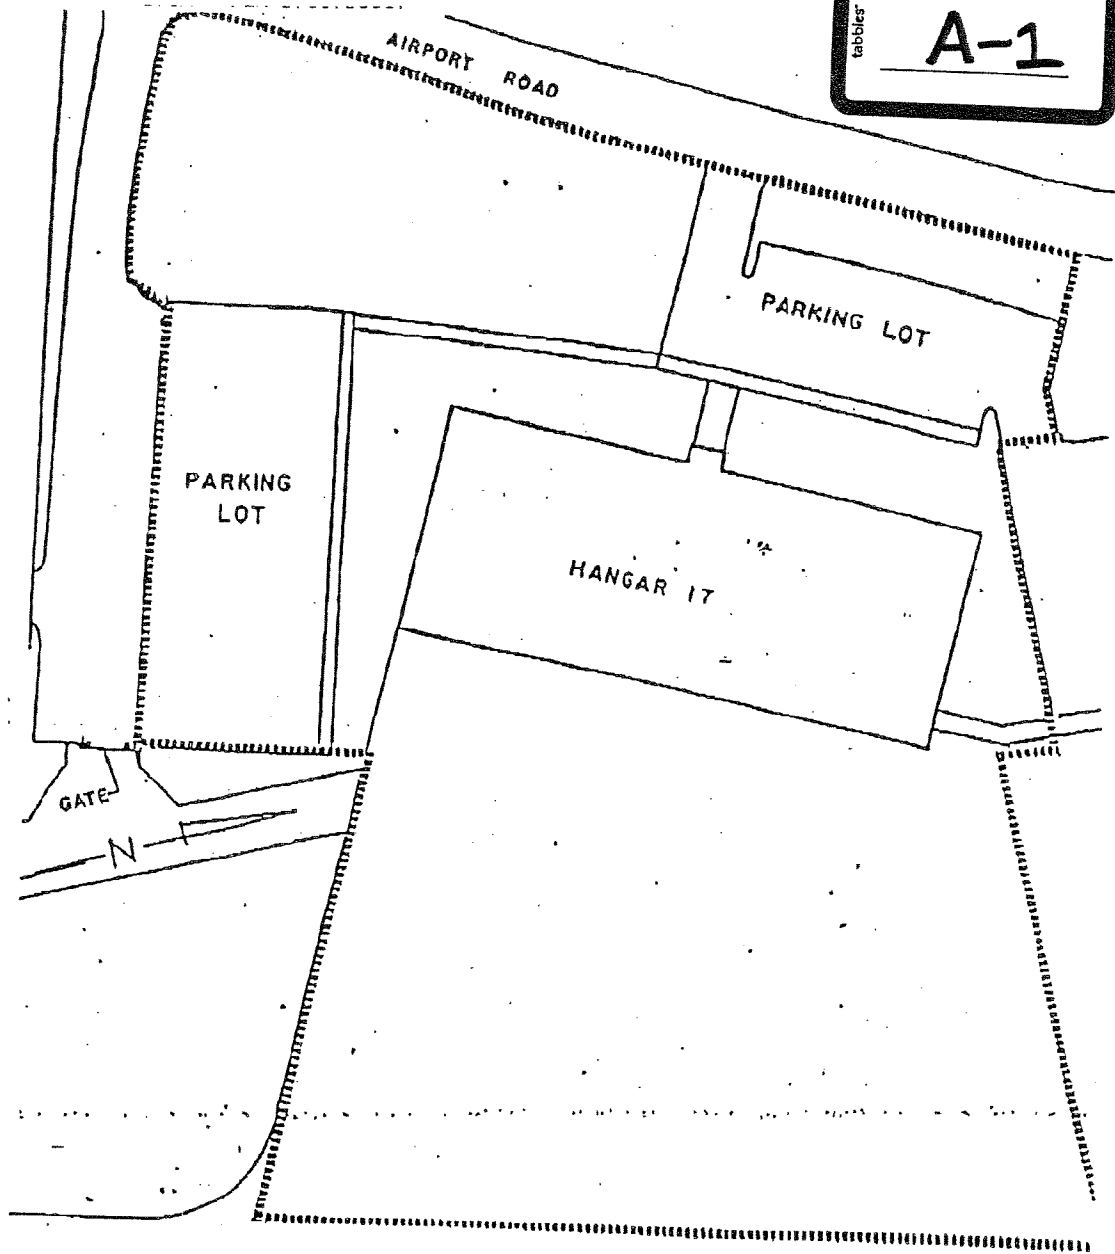 tabbies®
A-1
AIRPORT ROAD
PARKING LOT
PARKING
LOT
HANGAR 17
GATE
N